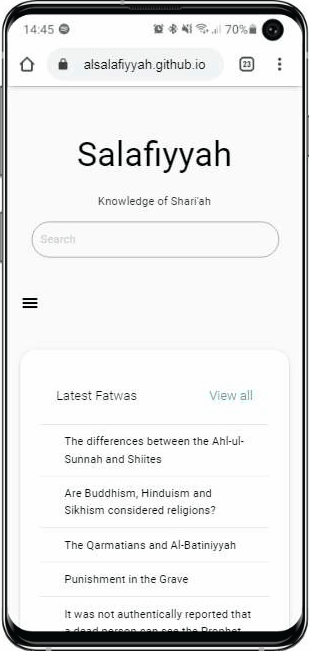 14:45
70%
alsalafiyyah.github.io
23
Salafiyyah
Knowledge of Shari'ah
Search
Latest Fatwas
View all
The differences between the Ahl-ul-
Sunnah and Shiites
Are Buddhism, Hinduism and
Sikhism considered religions?
The Qarmatians and Al-Batiniyyah
Punishment in the Grave
It was not authentically reported that
a dead person can see the Prophet